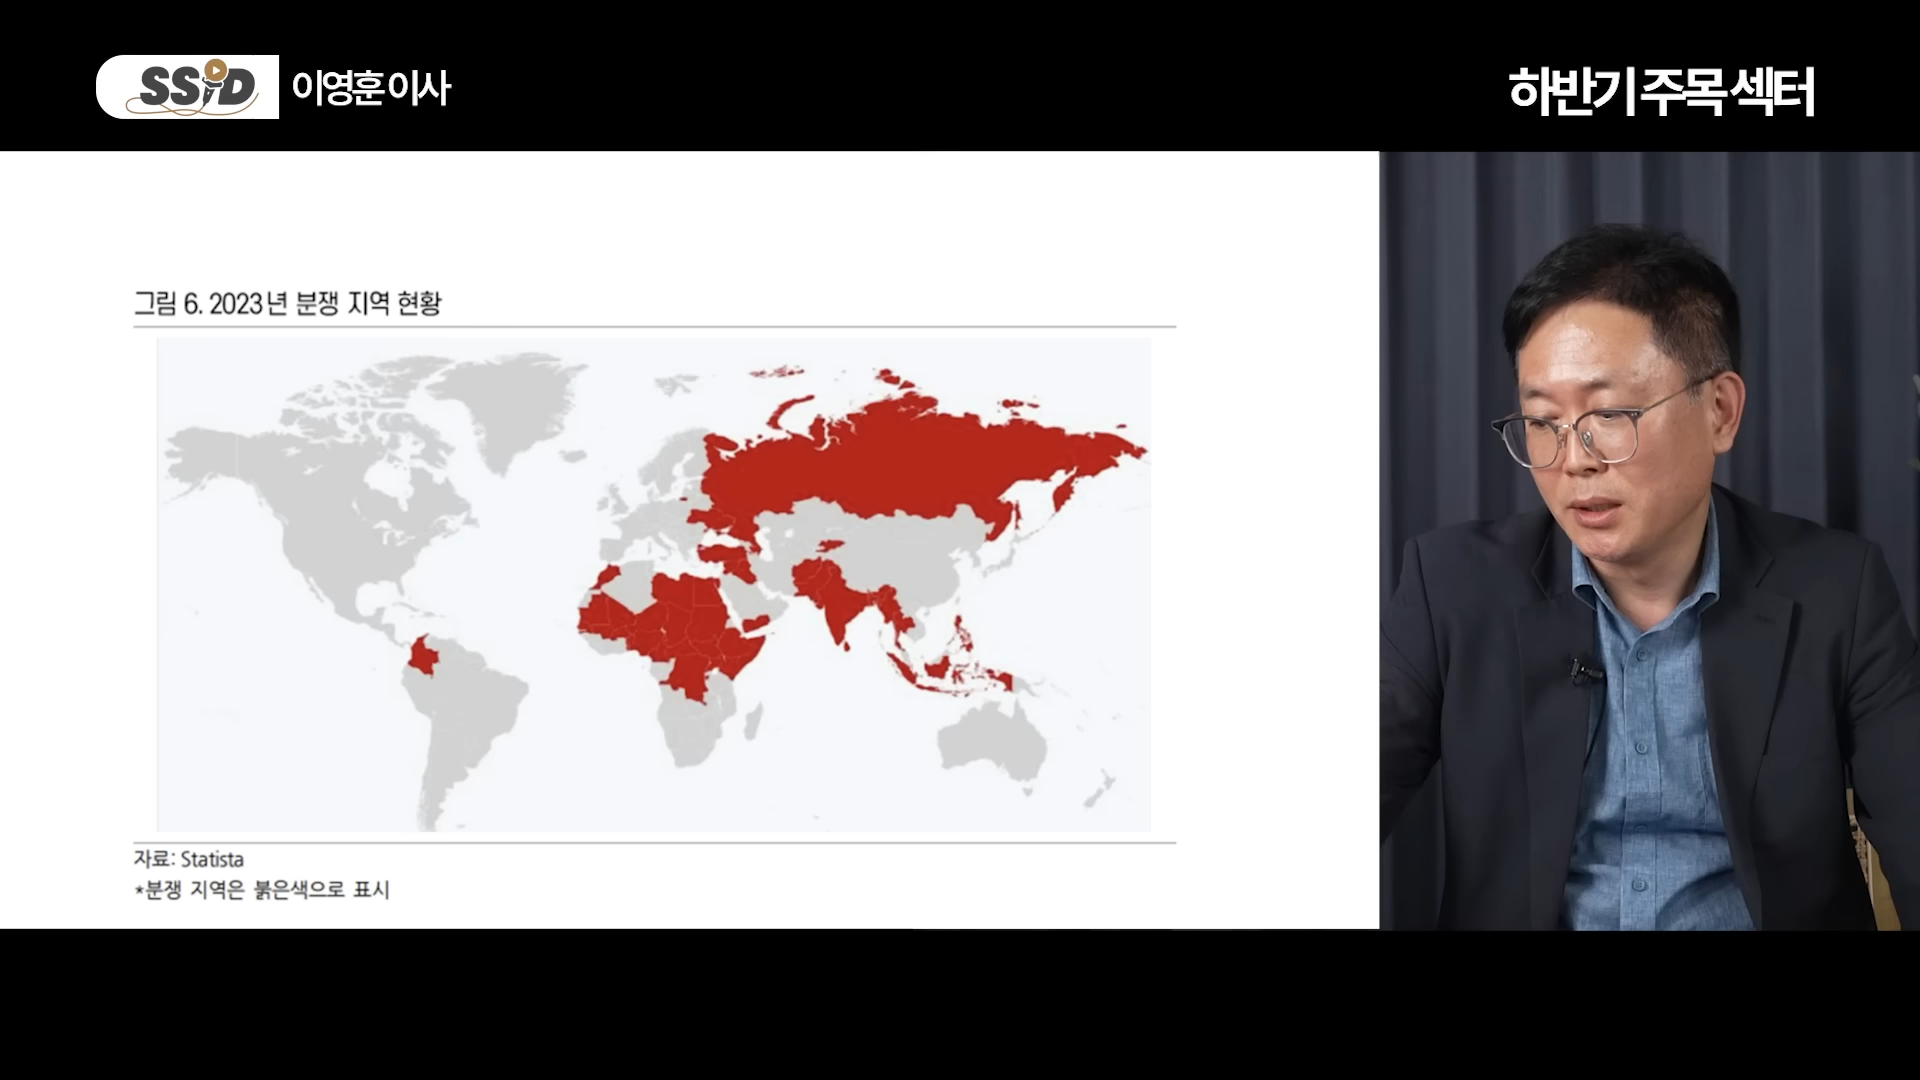 SSiD 이영훈 이사
하반기 주목 섹터
그림 6. 2023년 분쟁 지역 현황
자료: Statista
*분쟁 지역은 붉은색으로 표시